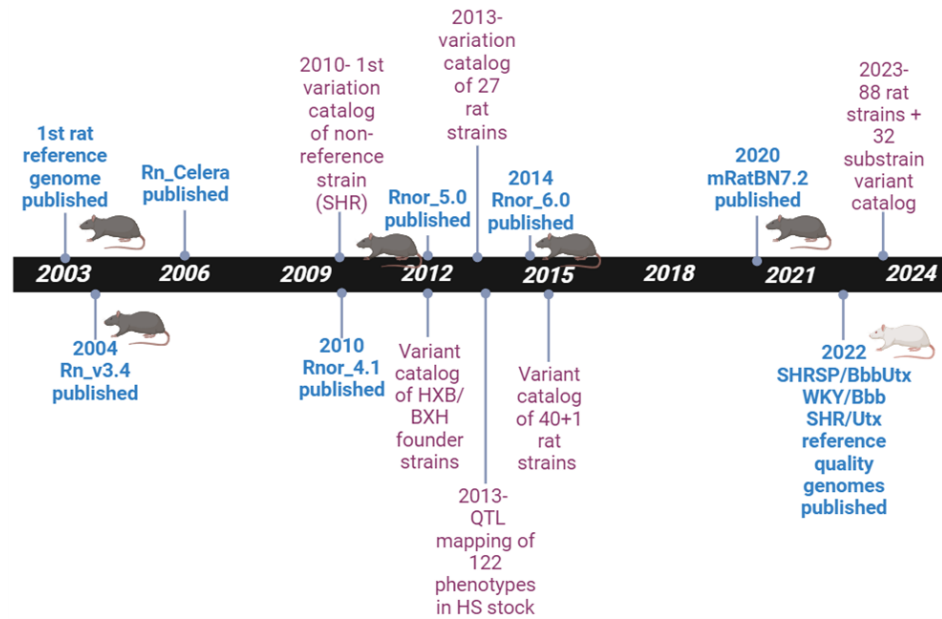 1st rat
reference
genome
published
Rn_Celera
published
2010- 1st
variation
catalog
of non-
reference
strain
(SHR)
Rnor_5.0
published
2013-
variation
catalog
of 27
rat
strains
2014
Rnor_6.0
published
2020
mRatBN7.2
published
2023-
88 rat
strains +
32
substrain
variant
catalog
2003 2006 2009 2012 2015 2018 2021 2024
2004
Rn_v3.4
published
2010
Rnor_4.1
published
Variant
catalog
of HXB/
BXH
founder
strains
2013-
QTL
mapping of
122
phenotypes
in HS stock
Variant
catalog
of 40+1
rat
strains
2022
SHRSP/BbbUtx
WKY/Bbb
SHR/Utx
reference
quality
genomes
published